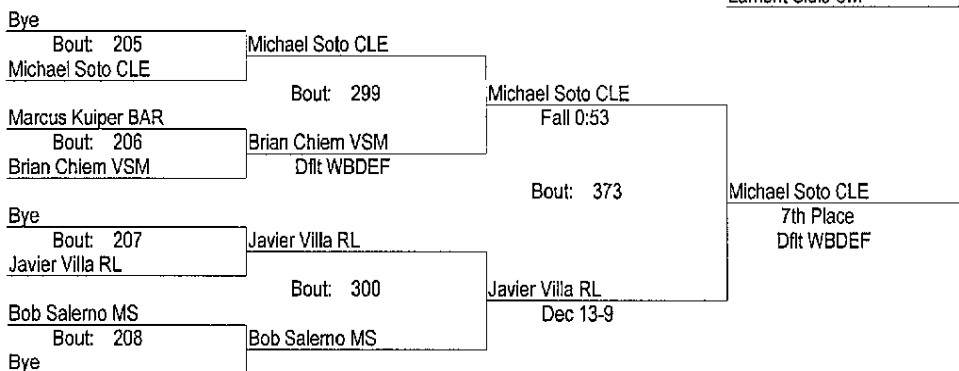 Bye
Bout: 205
Michael Soto CLE
Michael Soto CLE
Bout: 299
Michael Soto CLE
Fall 0:53
Marcus Kuiper BAR
Bout: 206
Brian Chiem VSM
Brian Chiem VSM
Dflt WBDEF
Bout: 373
Michael Soto CLE
7th Place
Dflt WBDEF
Bye
Bout: 207
Javier Villa RL
Javier Villa RL
Bout: 300
Javier Villa RL
Dec 13-9
Bob Salerno MS
Bout: 208
Bob Salerno MS
Bye